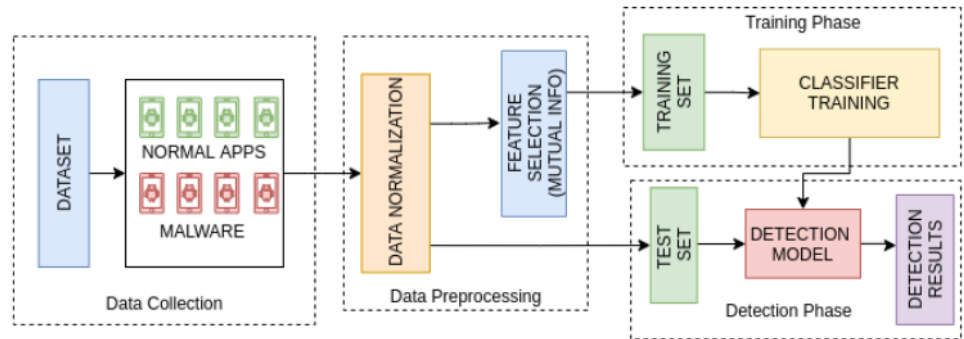 DATASET
NORMAL APPS
MALWARE
Data Collection
DATA NORMALIZATION
FEATURE
SELECTION
(MUTUAL INFO)
Data Preprocessing
Training Phase
TRAINING
SET
CLASSIFIER
TRAINING
TEST
SET
DETECTION
MODEL
DETECTION
RESULTS
Detection Phase